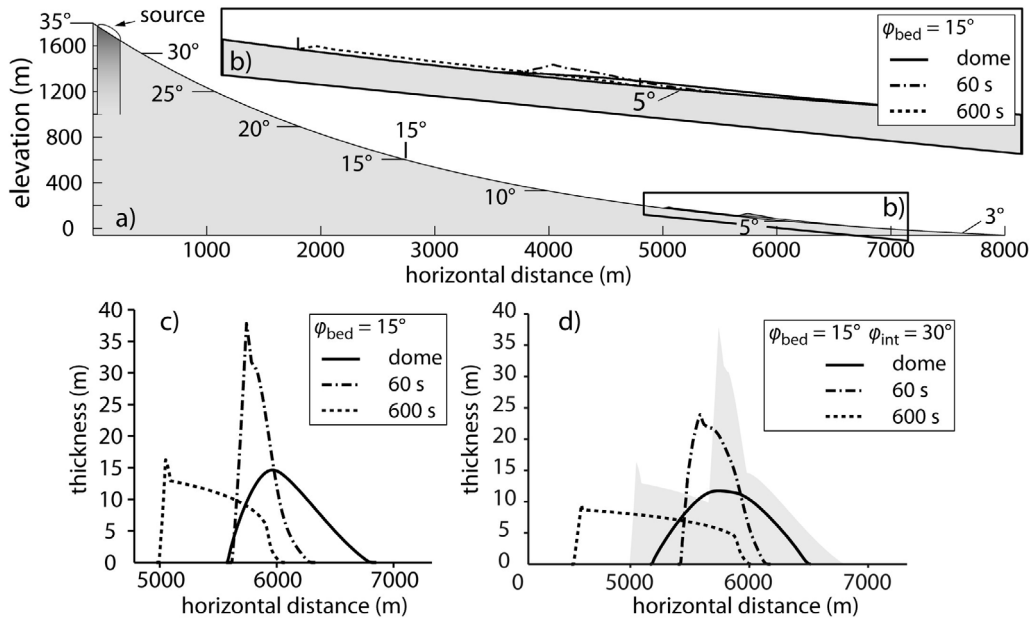 35°
source
1600
30°
1200
25°
800
20°
15°
15°
400
10°
0
5°
3°
elevation (m)
a)
b)
1000
2000
3000
4000
5000
6000
7000
8000
horizontal distance (m)
b)
5°
φbed = 15°
dome
60 s
600 s
c)
φbed = 15°
dome
60 s
600 s
40
35
30
25
20
15
10
5
0
thickness (m)
5000
6000
7000
horizontal distance (m)
d)
φbed = 15° φint = 30°
dome
60 s
600 s
40
35
30
25
20
15
10
5
0
thickness (m)
0
5000
6000
7000
horizontal distance (m)